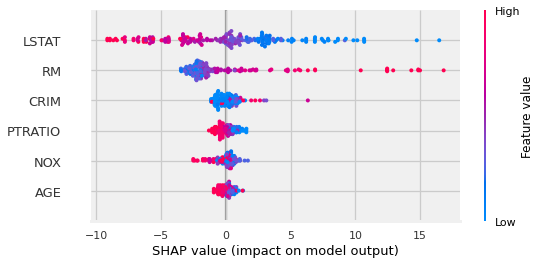 High
LSTAT
RM
CRIM
PTRATIO
NOX
AGE
Feature value
Low
−10 −5 0 5 10 15
SHAP value (impact on model output)